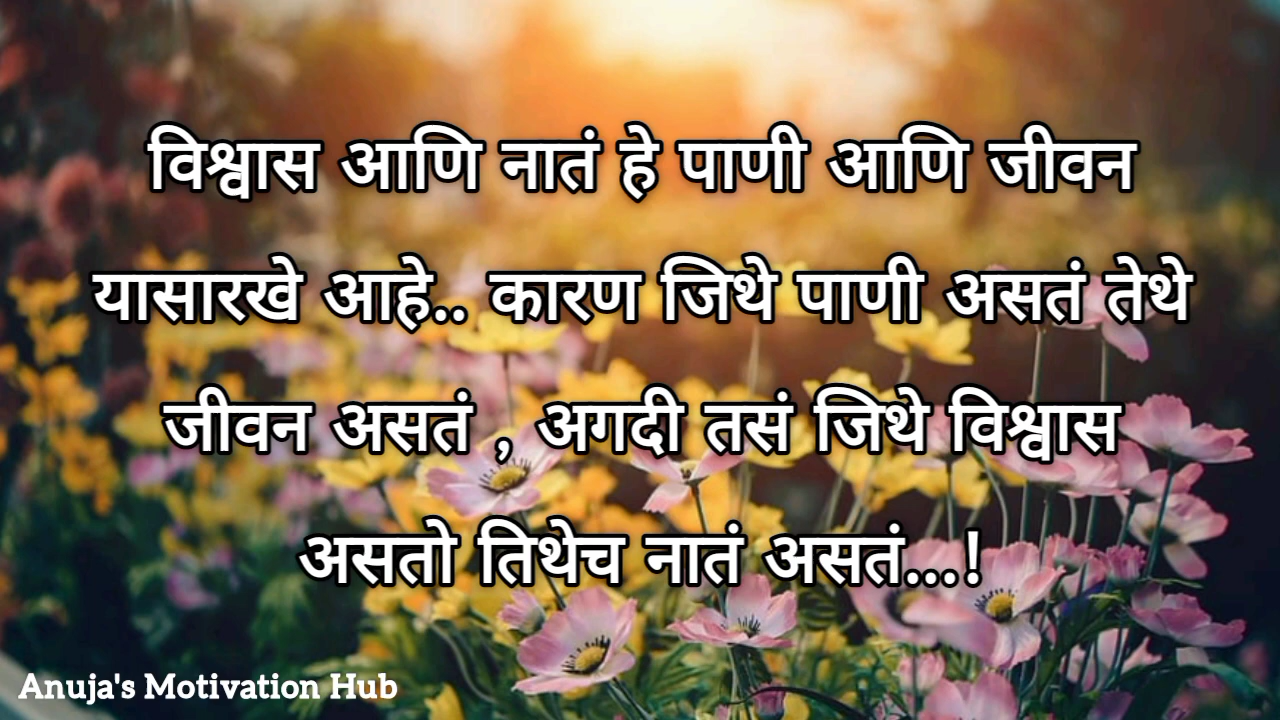 विश्वास आणि नातं हे पाणी आणि जीवन
यासारखे आहे.. कारण जिथे पाणी असतं तेथे
जीवन असतं , अगदी तसं जिथे विश्वास
असतो तिथेच नातं असतं...!
Anuja's Motivation Hub